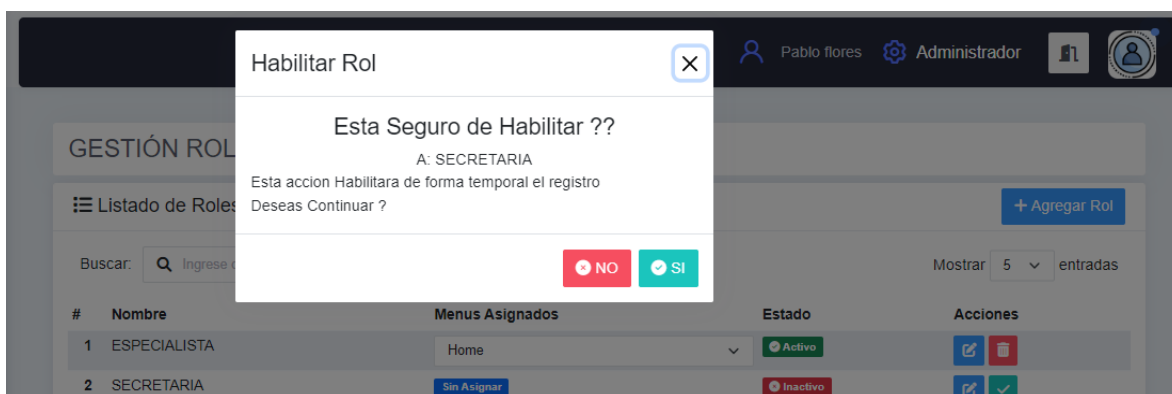 Pablo flores Administrador
Habilitar Rol
Esta Seguro de Habilitar ??
A: SECRETARIA
Esta accion Habilitara de forma temporal el registro
Deseas Continuar ?
NO SI
GESTIÓN ROL
Listado de Roles + Agregar Rol
Buscar: Ingrese Mostrar 5 entradas
# Nombre Menus Asignados Estado Acciones
1 ESPECIALISTA Home Activo
2 SECRETARIA Sin Asignar Inactivo